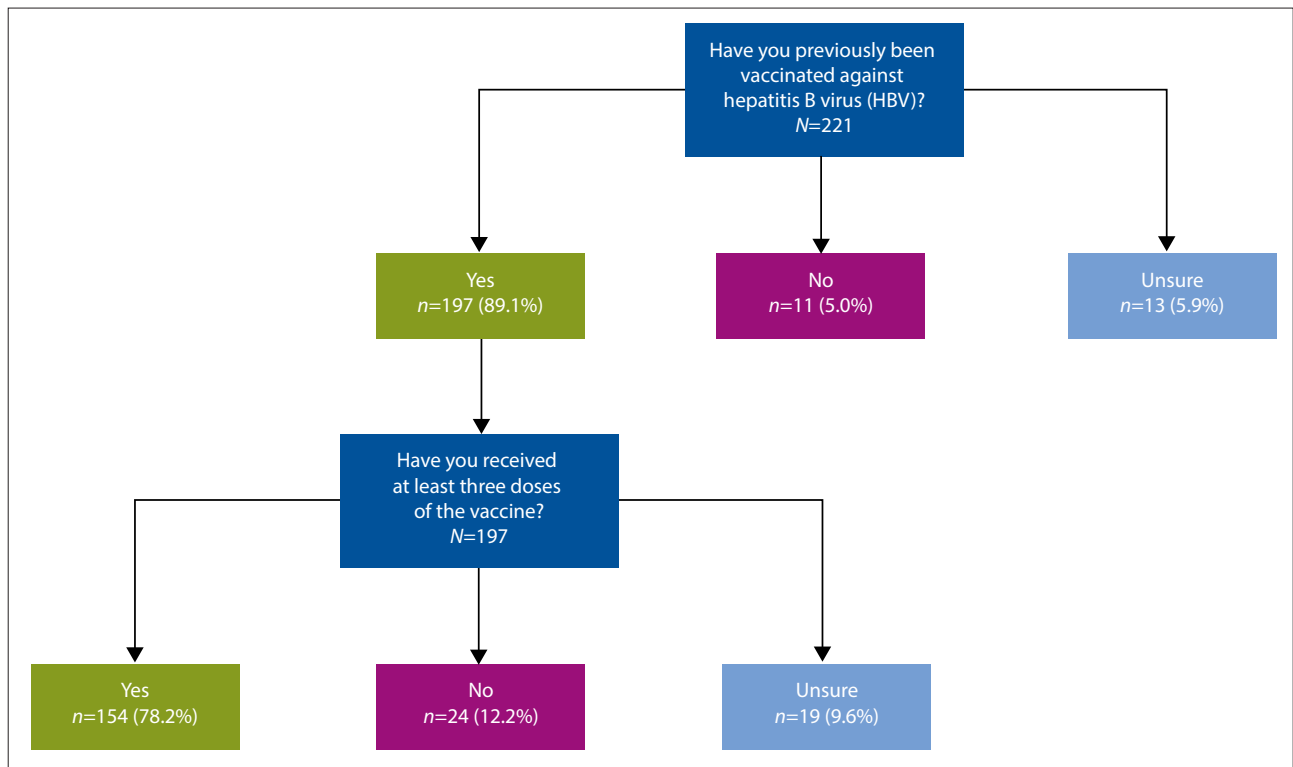 Have you previously been
vaccinated against
hepatitis B virus (HBV)?
N=221
Yes
n=197 (89.1%)
No
n=11 (5.0%)
Unsure
n=13 (5.9%)
Have you received
at least three doses
of the vaccine?
N=197
Yes
n=154 (78.2%)
No
n=24 (12.2%)
Unsure
n=19 (9.6%)